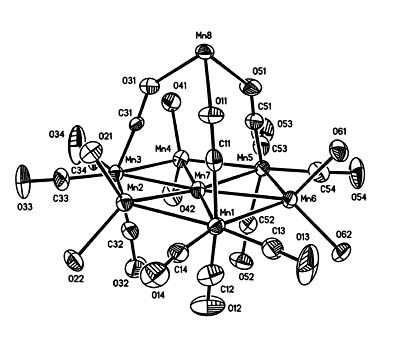 Mn8
O31
O41
O51
O11
C31
C51
O53
O34
O21
C11
C53
O61
Mn4
Mn5
C34
Mn3
Mn7
C54
O33
C33
Mn2
Mn6
O54
O42
Mn1
C52
C32
C13
O13
O62
O22
C14
O52
O32
O14
C12
O12